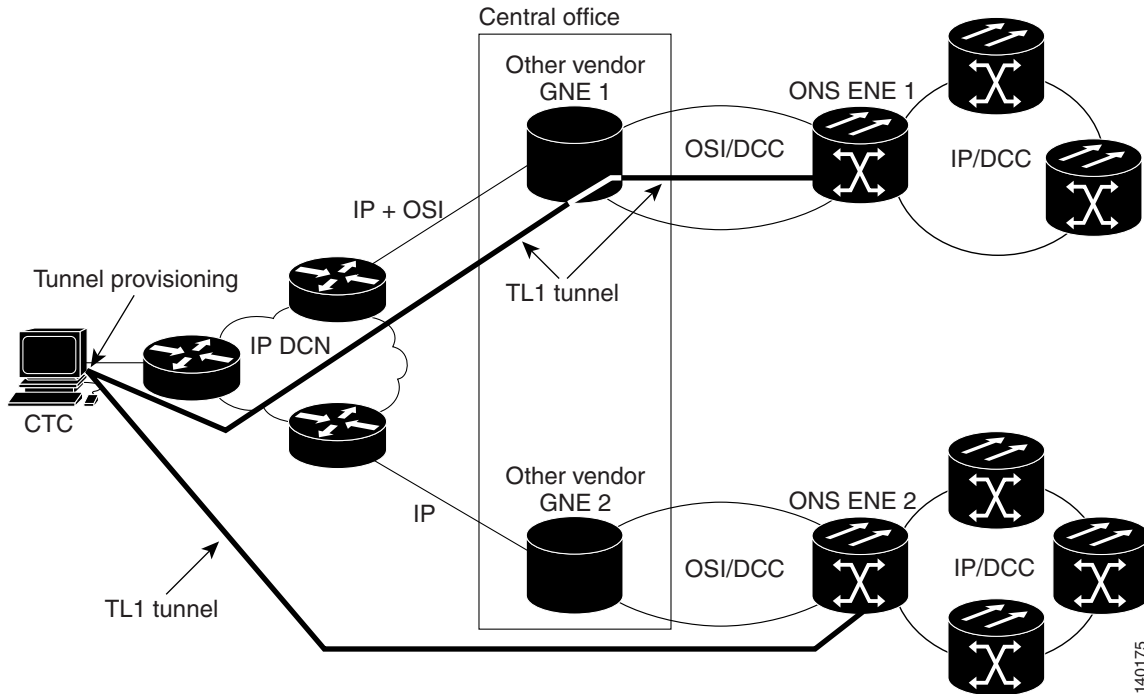 Central office
Other vendor
GNE 1
ONS ENE 1
OSI/DCC
IP/DCC
IP + OSI
Tunnel provisioning
TL1 tunnel
IP DCN
CTC
Other vendor
GNE 2
ONS ENE 2
IP
OSI/DCC
IP/DCC
TL1 tunnel
140175